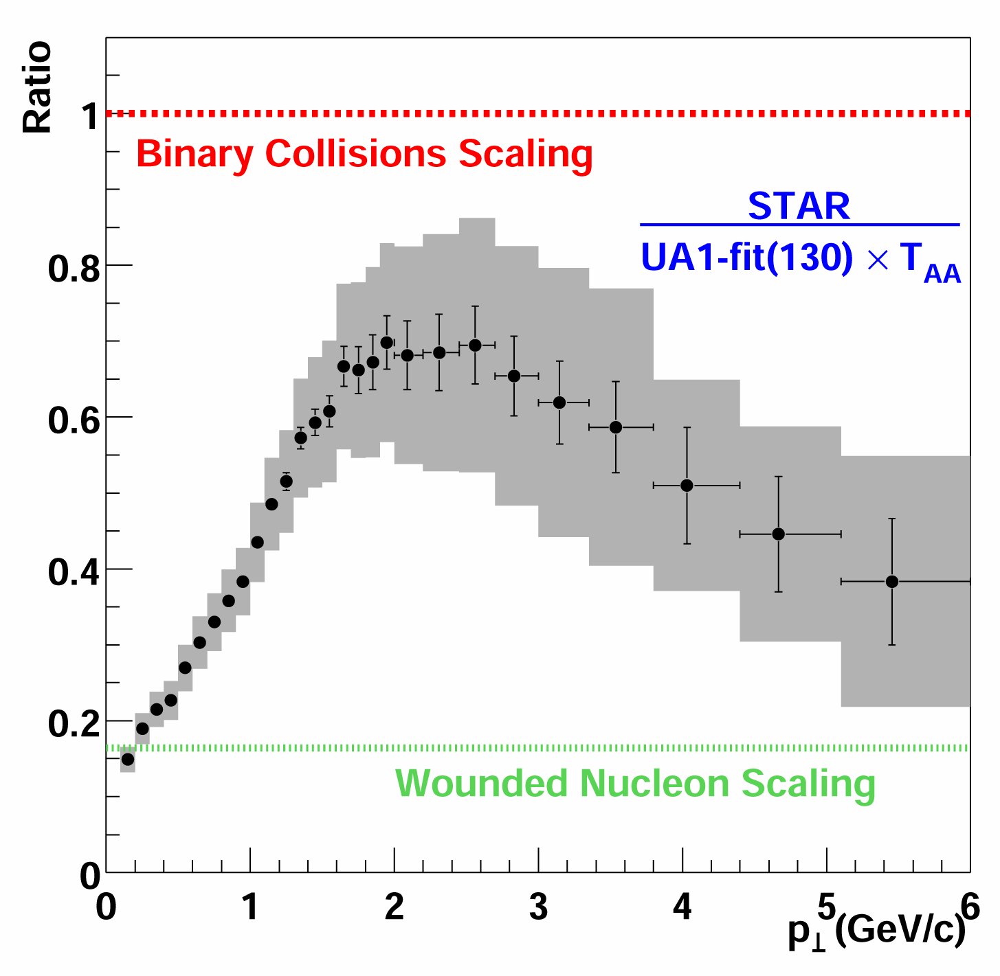 Ratio
1
Binary Collisions Scaling
STAR
UA1-fit(130) × T_AA
0.8
0.6
0.4
0.2
Wounded Nucleon Scaling
0
0 1 2 3 4 5 6
p⊥(GeV/c)